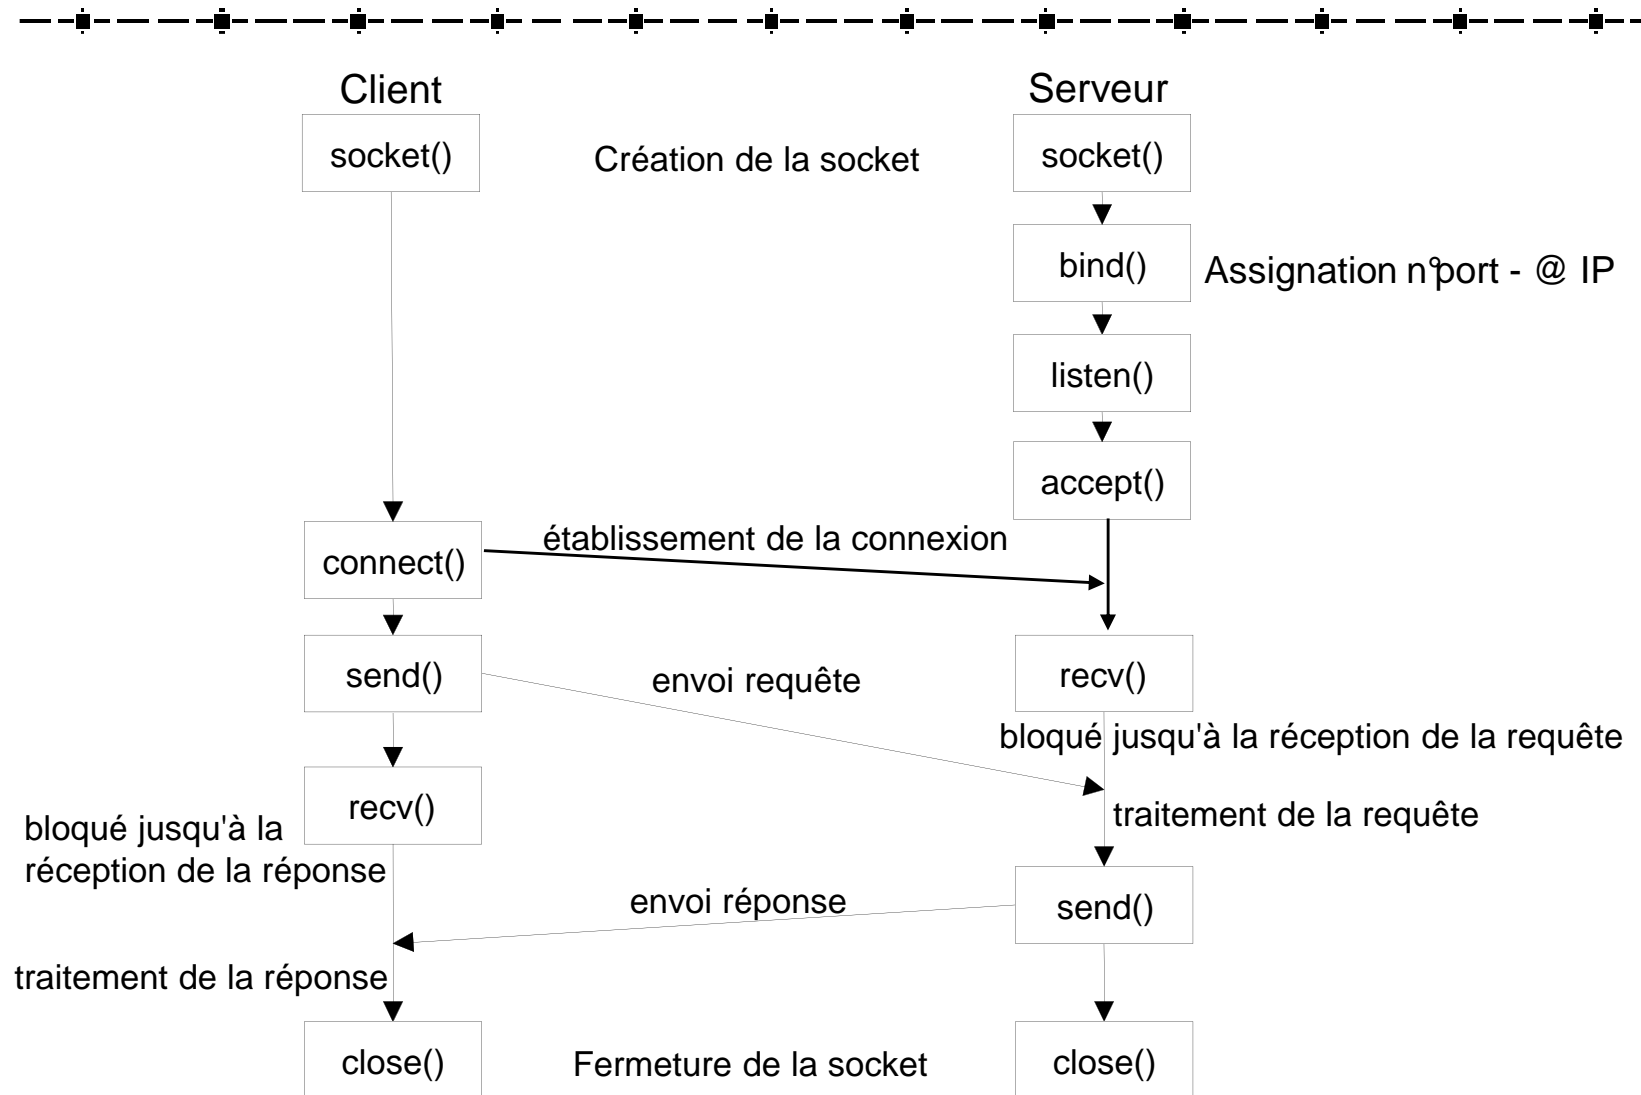 Client
Serveur
socket()
Création de la socket
socket()
bind()
Assignation n°port - @ IP
listen()
accept()
établissement de la connexion
connect()
send()
envoi requête
recv()
bloqué jusqu'à la réception de la requête
recv()
traitement de la requête
bloqué jusqu'à la
réception de la réponse
envoi réponse
send()
traitement de la réponse
close()
Fermeture de la socket
close()